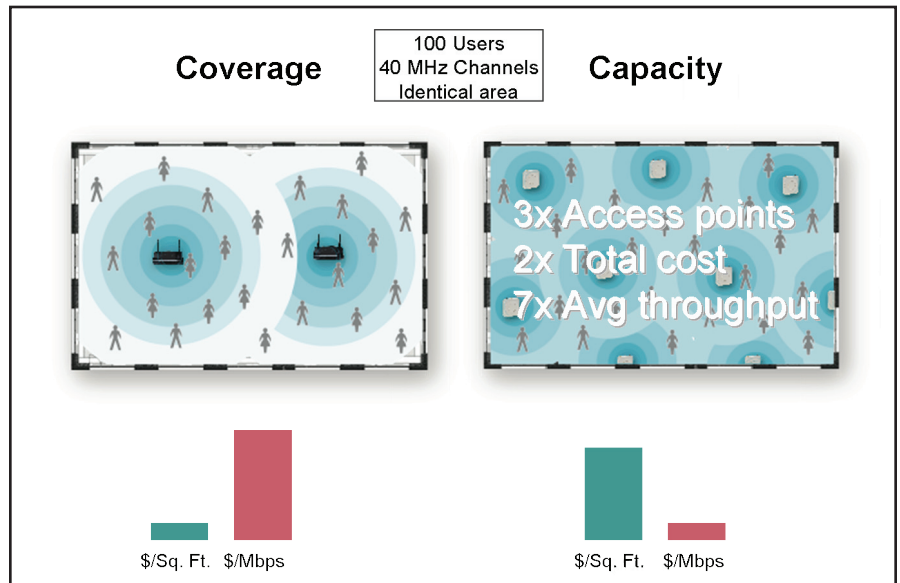 100 Users
40 MHz Channels
Identical area
Coverage
Capacity
3x Access points
2x Total cost
7x Avg throughput
$/Sq. Ft.
$/Mbps
$/Sq. Ft.
$/Mbps